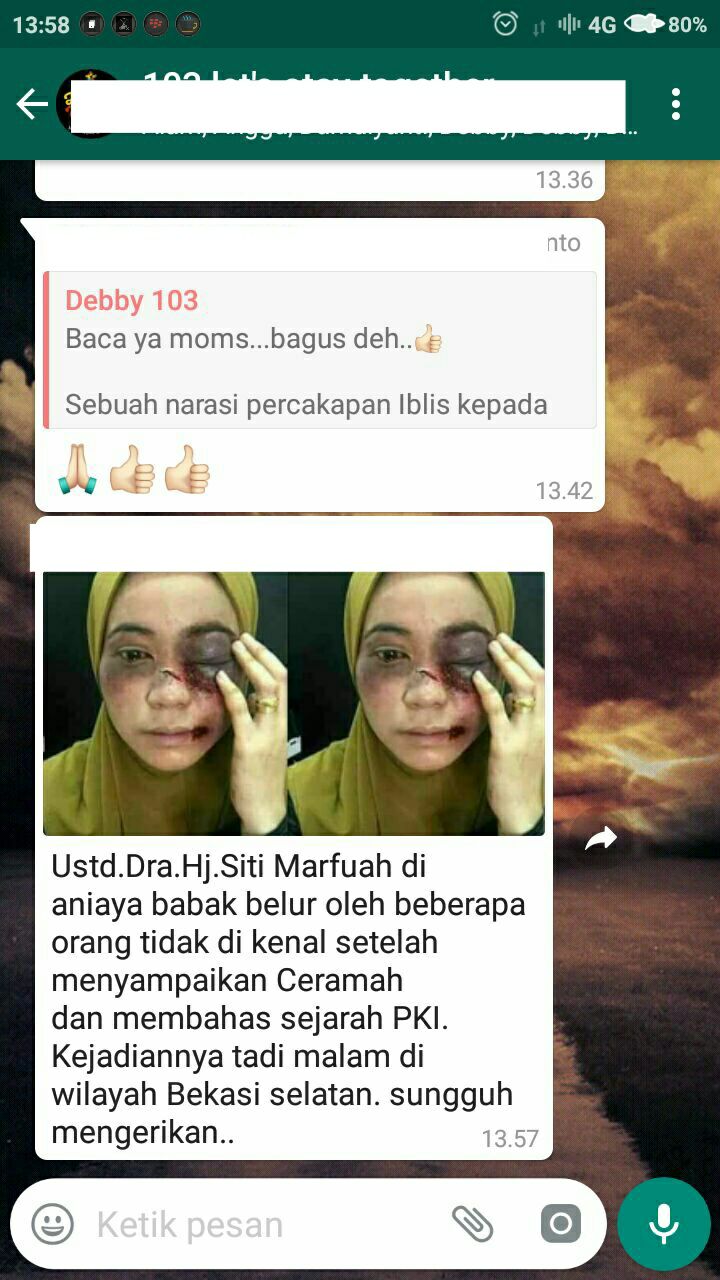 13:58
4G
80%
13.36
nto
Debby 103
Baca ya moms...bagus deh..👍🏻
Sebuah narasi percakapan Iblis kepada
🙏🏻👍🏻👍🏻
13.42
Ustd.Dra.Hj.Siti Marfuah di
aniaya babak belur oleh beberapa
orang tidak di kenal setelah
menyampaikan Ceramah
dan membahas sejarah PKI.
Kejadiannya tadi malam di
wilayah Bekasi selatan. sungguh
mengerikan..
13.57
Ketik pesan